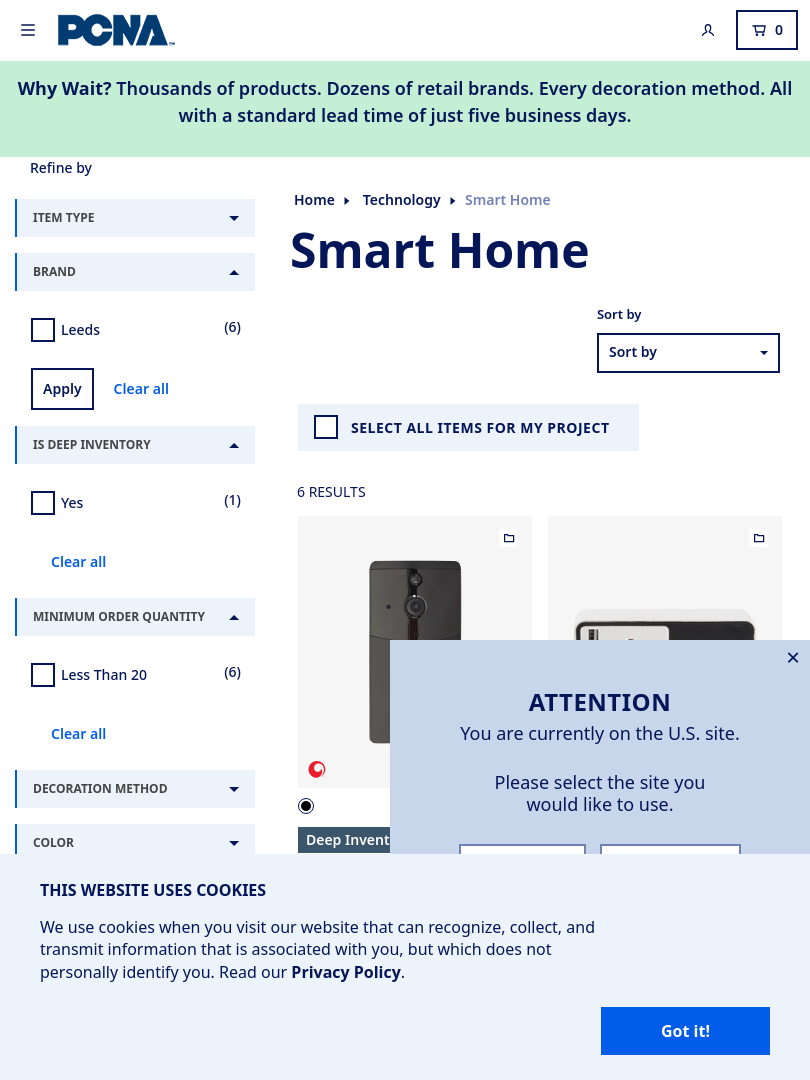 PCNA
0
Why Wait? Thousands of products. Dozens of retail brands. Every decoration method. All
with a standard lead time of just five business days.
Refine by
ITEM TYPE
BRAND
Leeds
(6)
Apply
Clear all
IS DEEP INVENTORY
Yes
(1)
Clear all
MINIMUM ORDER QUANTITY
Less Than 20
(6)
Clear all
DECORATION METHOD
COLOR
Home
Technology
Smart Home
Smart Home
Sort by
Sort by
SELECT ALL ITEMS FOR MY PROJECT
6 RESULTS
Deep Invent
ATTENTION
You are currently on the U.S. site.
Please select the site you
would like to use.
THIS WEBSITE USES COOKIES
We use cookies when you visit our website that can recognize, collect, and
transmit information that is associated with you, but which does not
personally identify you. Read our Privacy Policy.
Got it!